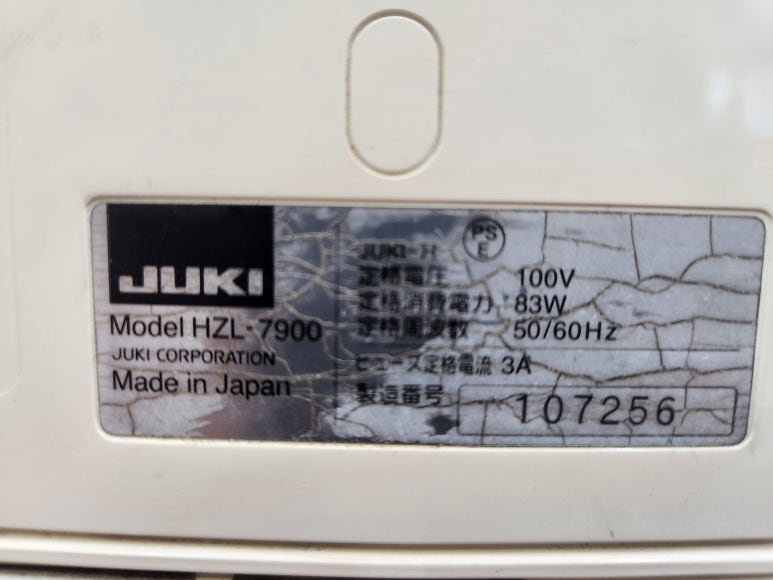 JUKI
Model HZL-7900
JUKI CORPORATION
Made in Japan
PS
E
JUKI-H
定格電圧 100V
定格消費電力 83W
定格周波数 50/60Hz
ヒューズ定格電流 3A
製造番号 107256